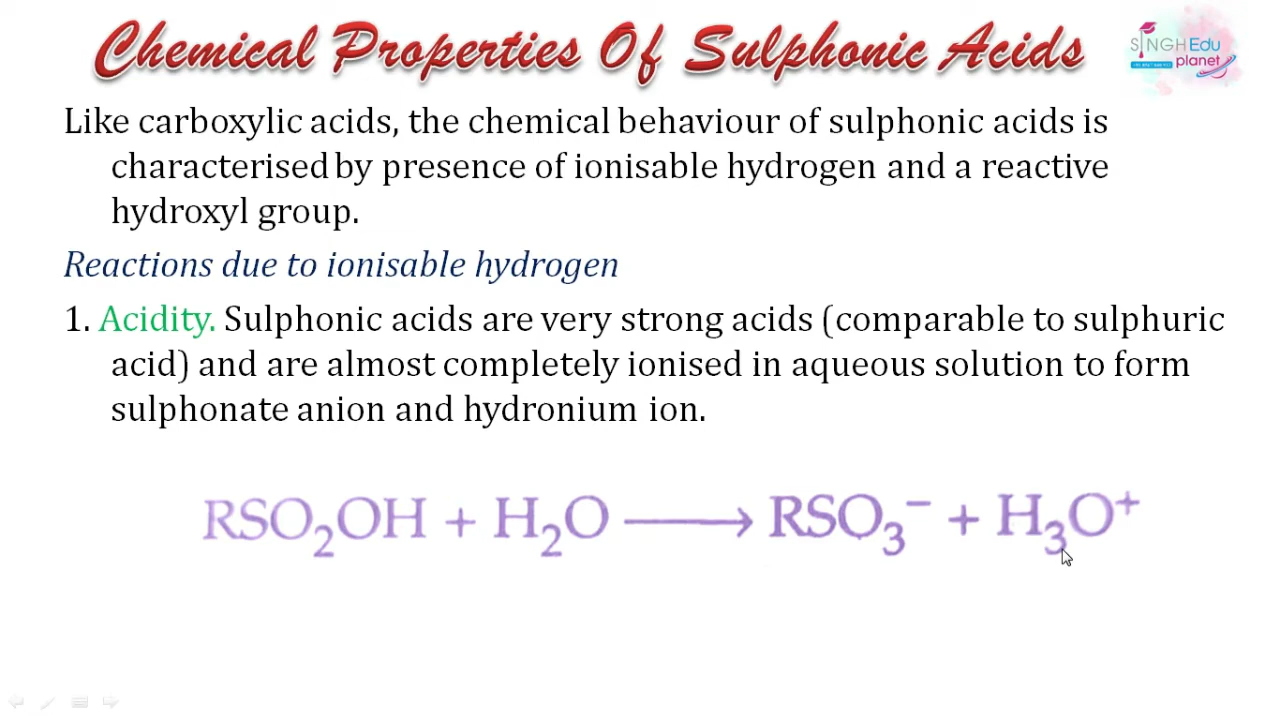 Chemical Properties Of Sulphonic Acids
SINGH Edu
planet
Like carboxylic acids, the chemical behaviour of sulphonic acids is
characterised by presence of ionisable hydrogen and a reactive
hydroxyl group.
Reactions due to ionisable hydrogen
1. Acidity. Sulphonic acids are very strong acids (comparable to sulphuric
acid) and are almost completely ionised in aqueous solution to form
sulphonate anion and hydronium ion.
RSO₂OH + H₂O ⟶ RSO₃⁻ + H₃O⁺